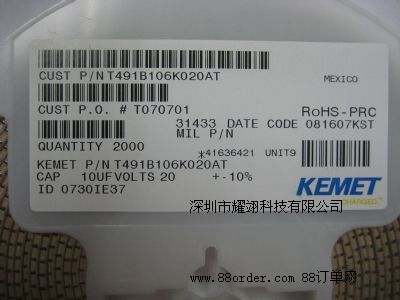 CUST P/N T491B106K020AT
MEXICO
CUST P.O. # T070701
RoHS-PRC
31433 DATE CODE 081607KST
MIL P/N
QUANTITY 2000
*41636421 UNIT9
KEMET P/N T491B106K020AT
CAP 10UF VOLTS 20 +-10%
ID 0730IE37
KEMET
CHARGED.
深圳市耀翊科技有限公司
www.88order.com 88订单网